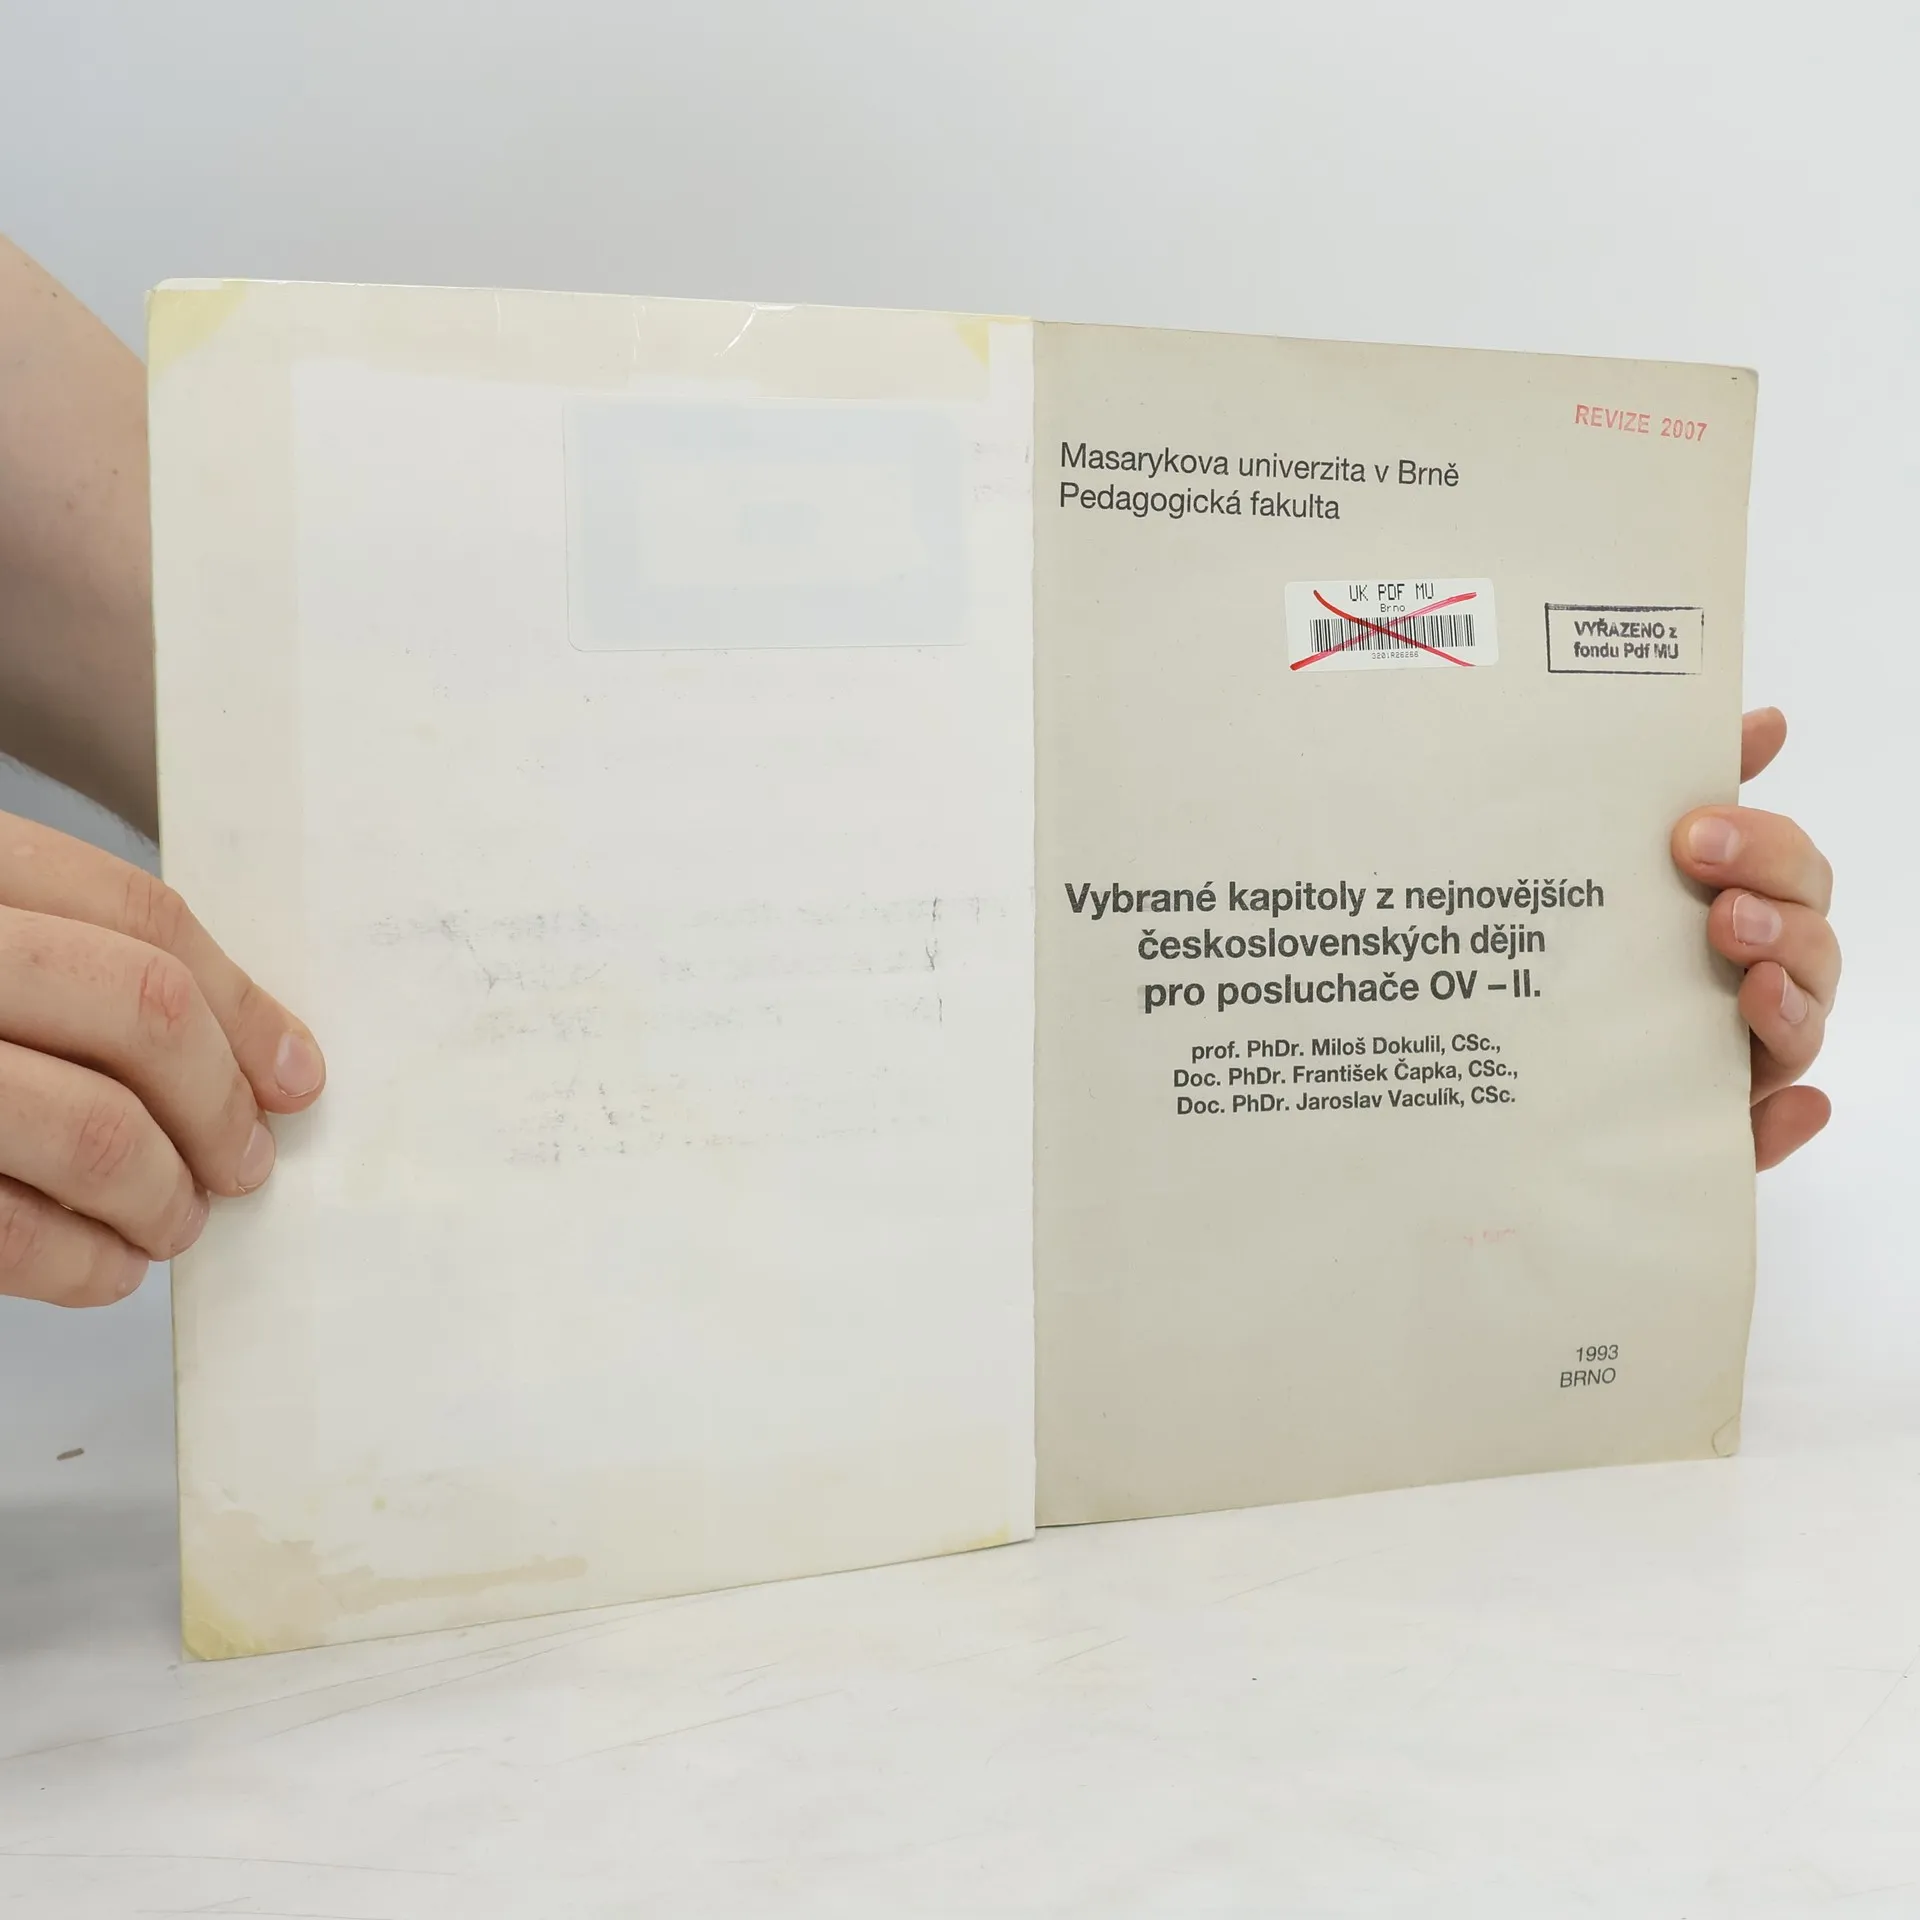 REVIZE 2007
Masarykova univerzita v Brně
Pedagogická fakulta
UK PDF MU
Brno
VYŘAZENO z
fondu Pdf MU
Vybrané kapitoly z nejnovějších
československých dějin
pro posluchače OV – II.
prof. PhDr. Miloš Dokulil, CSc.,
Doc. PhDr. František Čapka, CSc.,
Doc. PhDr. Jaroslav Vaculík, CSc.
1993
BRNO